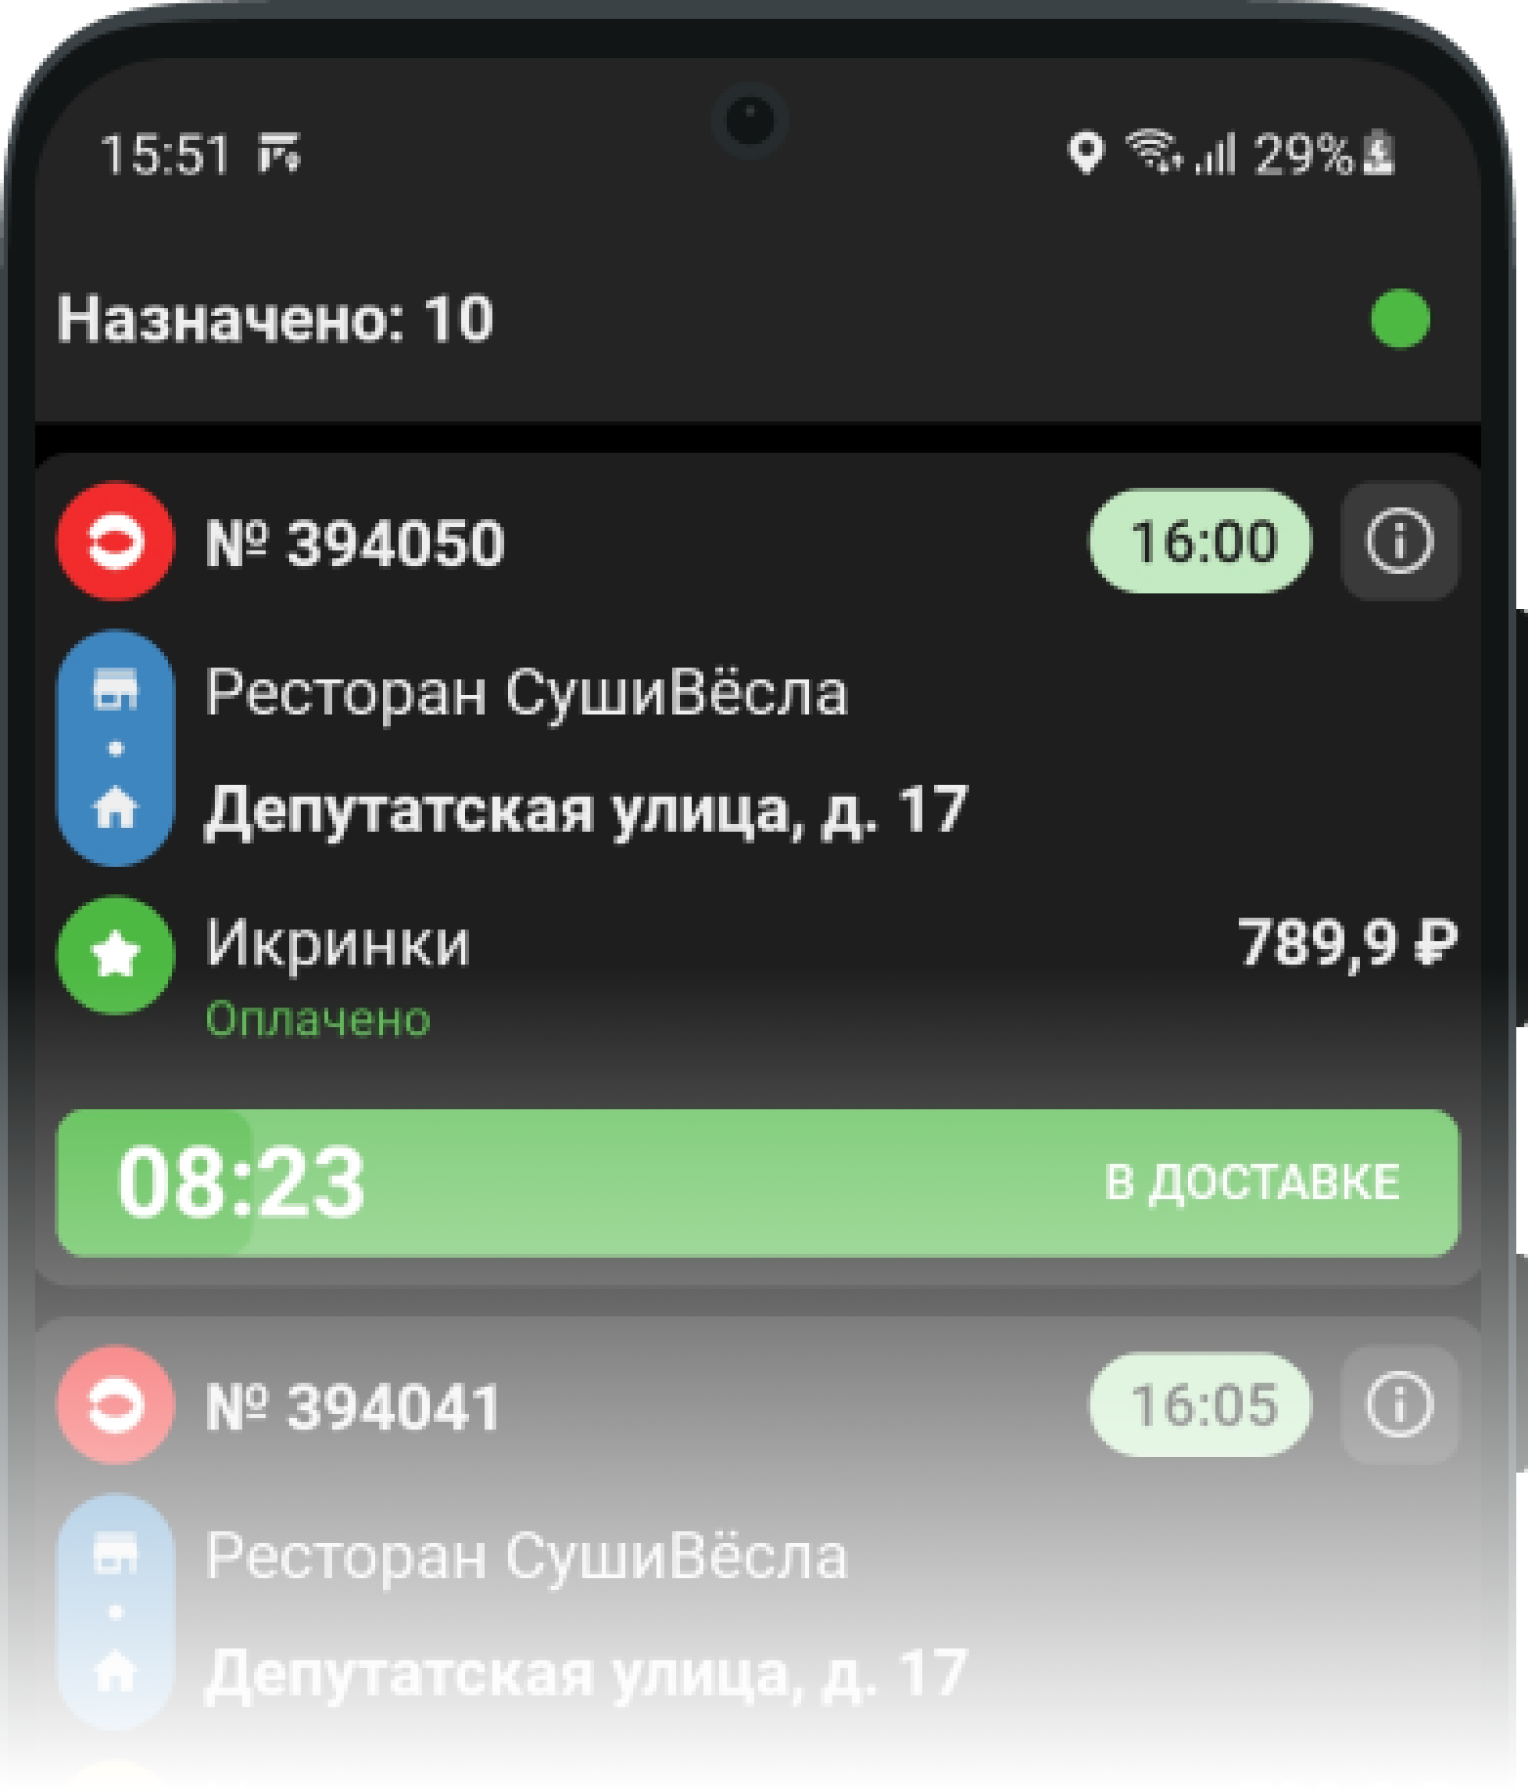 15:51 29%
Назначено: 10
№ 394050 16:00
Ресторан СушиВёсла
Депутатская улица, д. 17
Икринки 789,9 ₽
Оплачено
08:23 В ДОСТАВКЕ
№ 394041 16:05
Ресторан СушиВёсла
Депутатская улица, д. 17